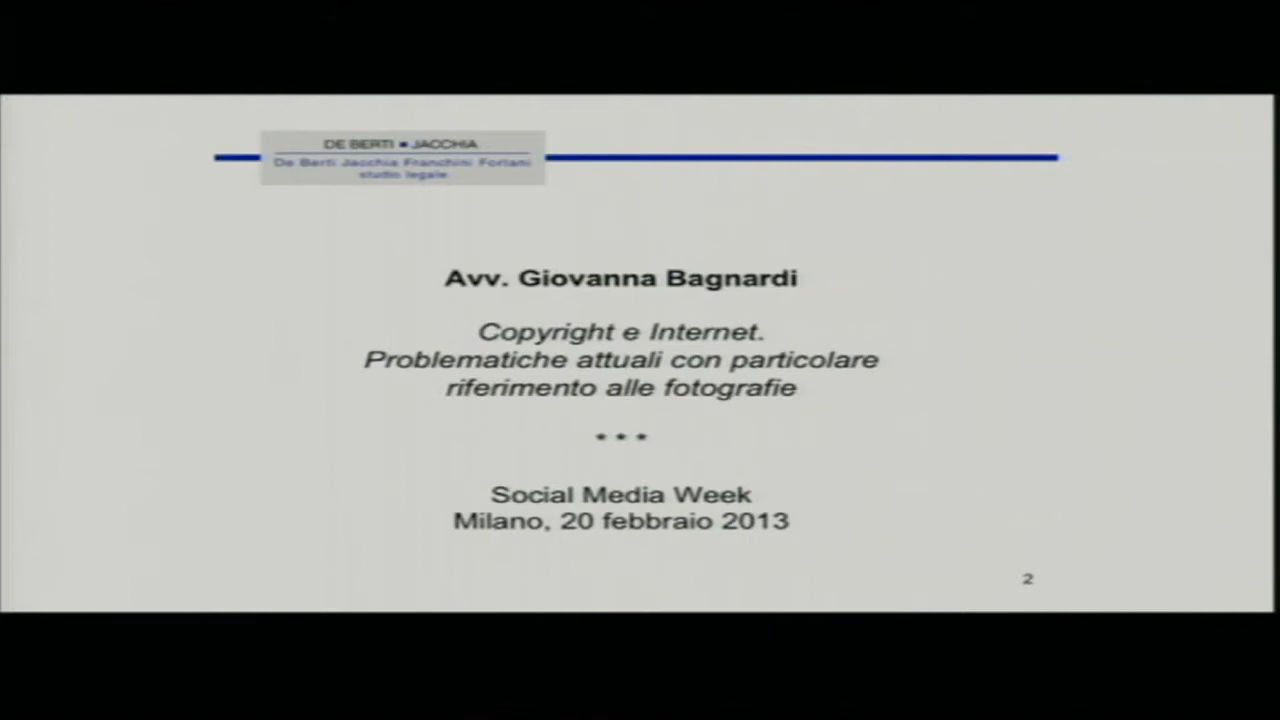 DE BERTI ■ JACCHIA
De Berti Jacchia Franchini Forlani
studio legale
Avv. Giovanna Bagnardi
Copyright e Internet.
Problematiche attuali con particolare
riferimento alle fotografie
* * *
Social Media Week
Milano, 20 febbraio 2013
2